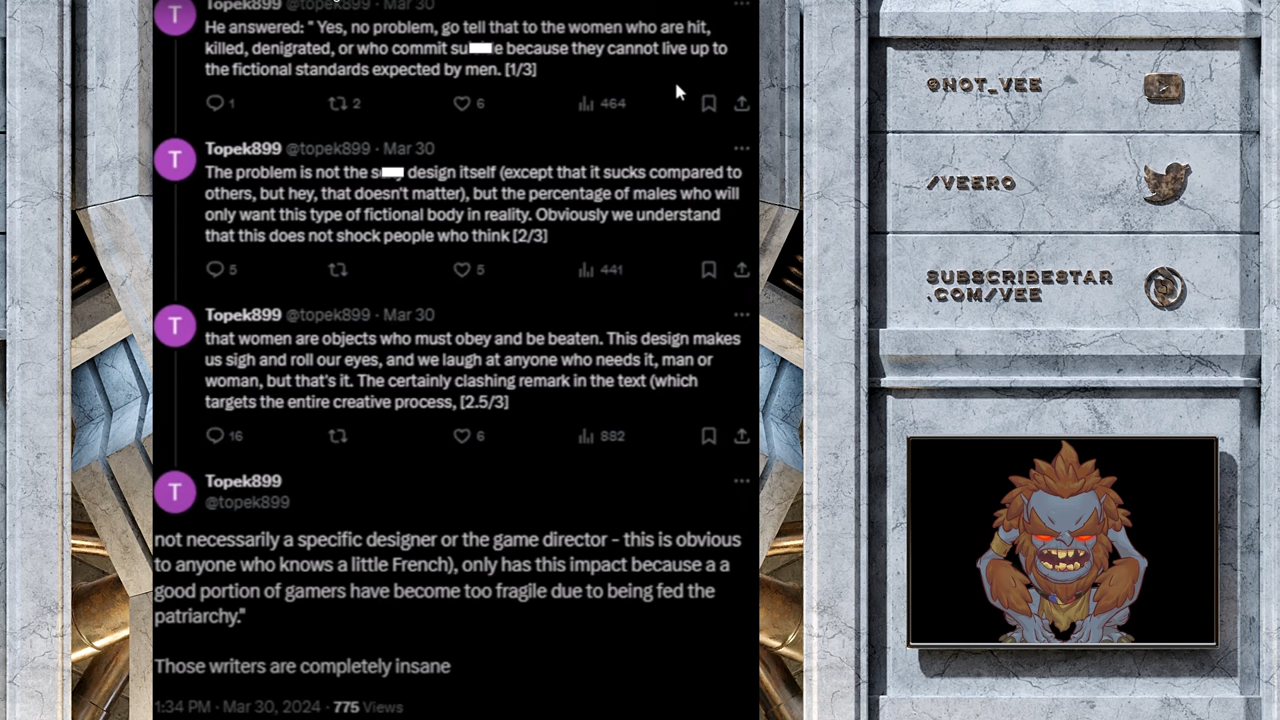 Topek899 @topek899 · Mar 30
He answered: " Yes, no problem, go tell that to the women who are hit,
killed, denigrated, or who commit su e because they cannot live up to
the fictional standards expected by men. [1/3]
1 2 6 464
T Topek899 @topek899 · Mar 30
The problem is not the s design itself (except that it sucks compared to
others, but hey, that doesn't matter), but the percentage of males who will
only want this type of fictional body in reality. Obviously we understand
that this does not shock people who think [2/3]
5 5 441
T Topek899 @topek899 · Mar 30
that women are objects who must obey and be beaten. This design makes
us sigh and roll our eyes, and we laugh at anyone who needs it, man or
woman, but that's it. The certainly clashing remark in the text (which
targets the entire creative process, [2.5/3]
16 6 882
T Topek899
@topek899
not necessarily a specific designer or the game director - this is obvious
to anyone who knows a little French), only has this impact because a a
good portion of gamers have become too fragile due to being fed the
patriarchy."
Those writers are completely insane
1:34 PM · Mar 30, 2024 · 775 Views
@NOT_VEE
/VEERO
SUBSCRIBESTAR
.COM/VEE